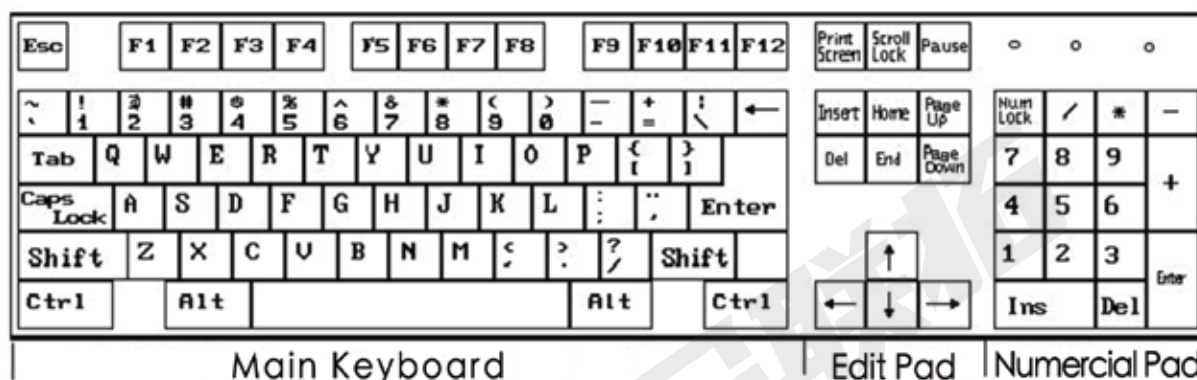 Esc F1 F2 F3 F4 F5 F6 F7 F8 F9 F10 F11 F12 Print Screen Scroll Lock Pause
~ ` ! 1 @ 2 # 3 $ 4 % 5 ^ 6 & 7 * 8 ( 9 ) 0 — - + = | \ ← Insert Home Page Up Num Lock / * −
Tab Q W E R T Y U I O P { [ } ] Del End Page Down 7 8 9 +
Caps Lock A S D F G H J K L : ; " , Enter 4 5 6
Shift Z X C V B N M < , > . ? / Shift ↑ 1 2 3 Enter
Ctrl Alt Alt Ctrl ← ↓ → Ins Del
Main Keyboard Edit Pad Numercial Pad